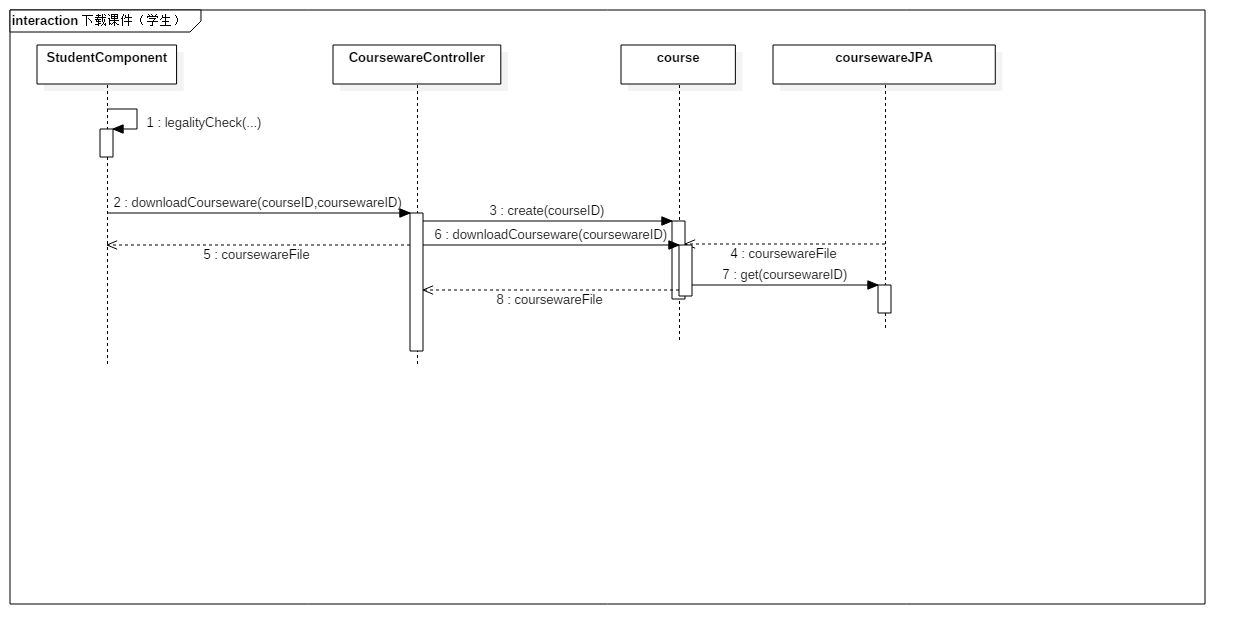 interaction 下载课件（学生）
StudentComponent
CoursewareController
course
coursewareJPA
1 : legalityCheck(...)
2 : downloadCourseware(courseID,coursewareID)
3 : create(courseID)
6 : downloadCourseware(coursewareID)
5 : coursewareFile
4 : coursewareFile
7 : get(coursewareID)
8 : coursewareFile